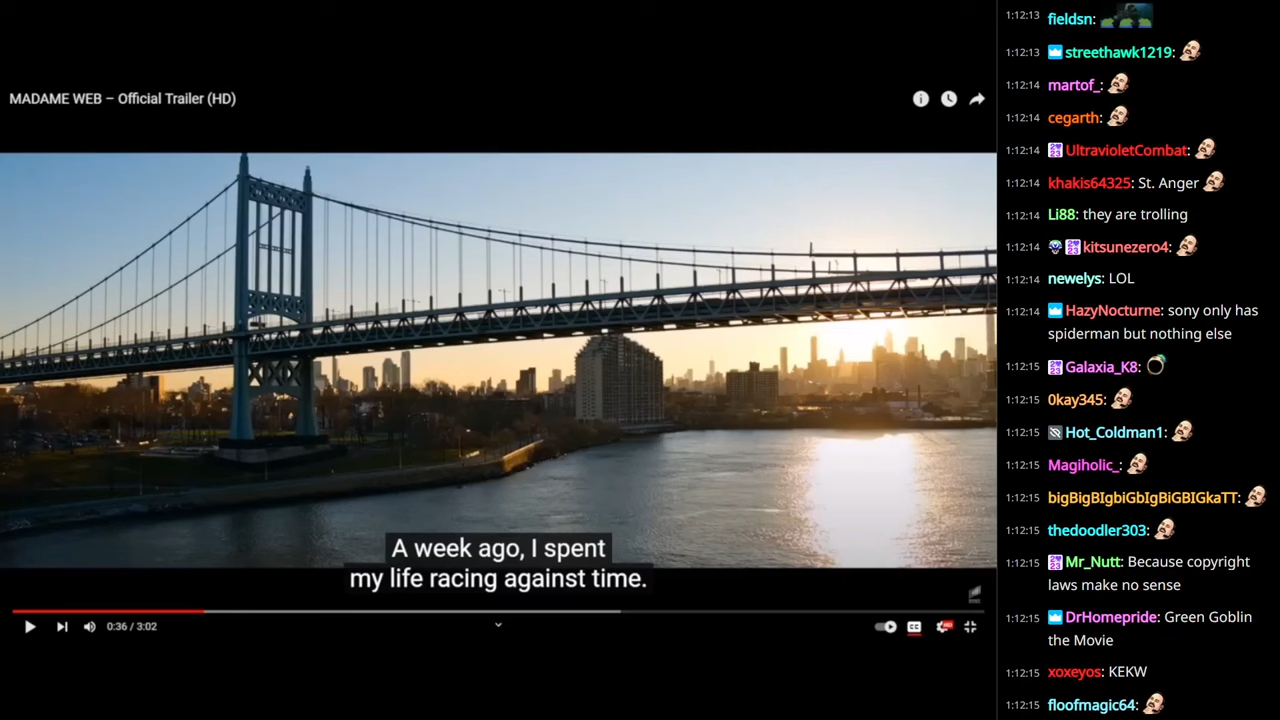 MADAME WEB – Official Trailer (HD)
A week ago, I spent
my life racing against time.
0:36 / 3:02
CC
HD
1:12:13 fieldsn:
1:12:13 streethawk1219:
1:12:14 martof_:
1:12:14 cegarth:
1:12:14 UltravioletCombat:
1:12:14 khakis64325: St. Anger
1:12:14 Li88: they are trolling
1:12:14 kitsunezero4:
1:12:14 newelys: LOL
1:12:14 HazyNocturne: sony only has
spiderman but nothing else
1:12:15 Galaxia_K8:
1:12:15 0kay345:
1:12:15 Hot_Coldman1:
1:12:15 Magiholic_:
1:12:15 bigBigBIgbiGbIgBiGBIGkaTT:
1:12:15 thedoodler303:
1:12:15 Mr_Nutt: Because copyright
laws make no sense
1:12:15 DrHomepride: Green Goblin
the Movie
1:12:15 xoxeyos: KEKW
1:12:15 floofmagic64: